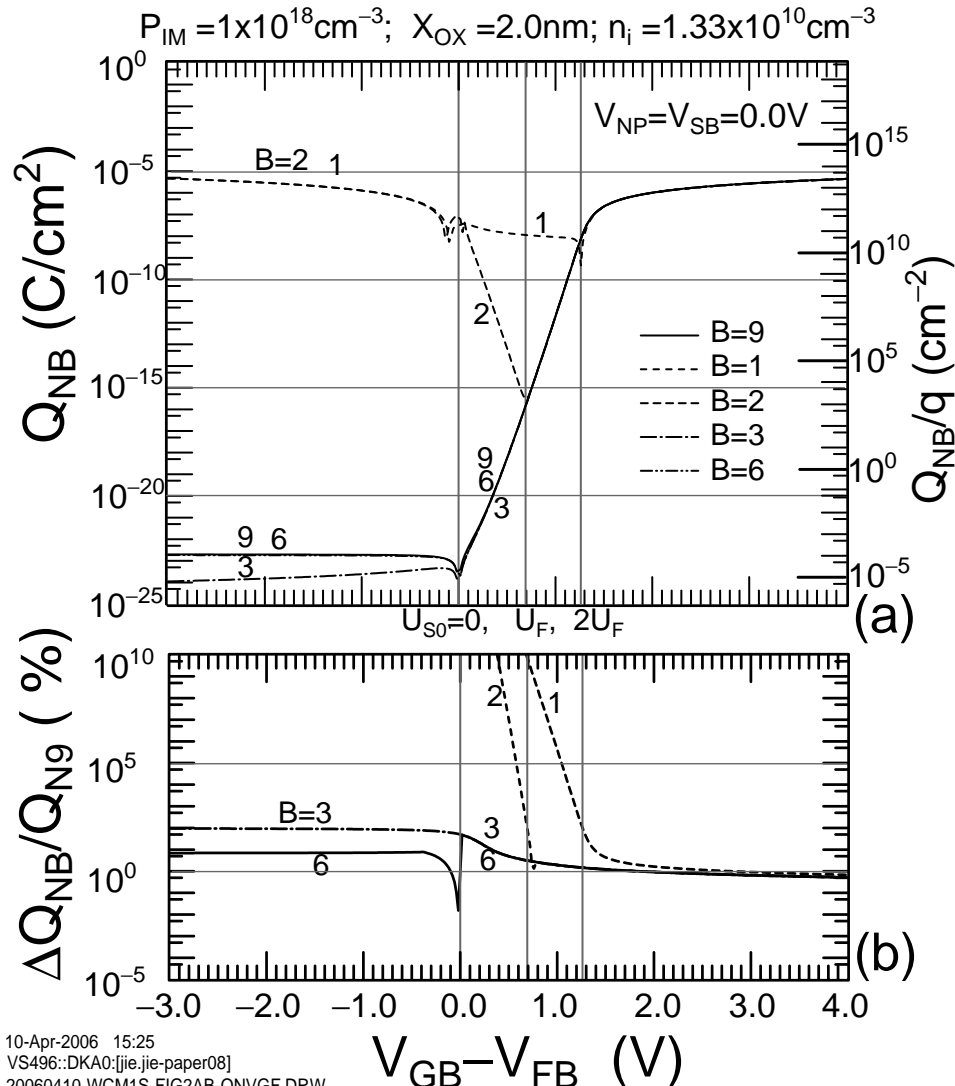 P_IM =1x10^18cm^−3; X_OX =2.0nm; n_i =1.33x10^10cm^−3
10^0
10^−5
10^−10
10^−15
10^−20
10^−25
Q_NB (C/cm^2)
V_NP=V_SB=0.0V
B=2 1
1
2
9
6
3
9 6
3
B=9
B=1
B=2
B=3
B=6
10^15
10^10
10^5
10^0
10^−5
Q_NB/q (cm^−2)
(a)
U_S0=0, U_F, 2U_F
10^10
10^5
10^0
10^−5
ΔQ_NB/Q_N9 ( %)
2
1
B=3
3
6
6
(b)
−3.0 −2.0 −1.0 0.0 1.0 2.0 3.0 4.0
V_GB−V_FB (V)
10-Apr-2006 15:25
VS496::DKA0:[jie.jie-paper08]